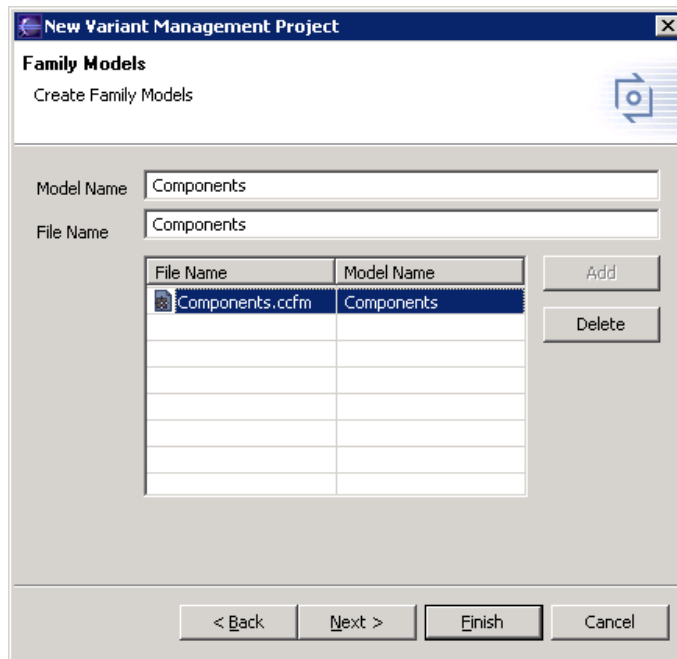 New Variant Management Project
Family Models
Create Family Models
Model Name Components
File Name Components
File Name Model Name Add
Components.ccfm Components
Delete
< Back Next > Finish Cancel